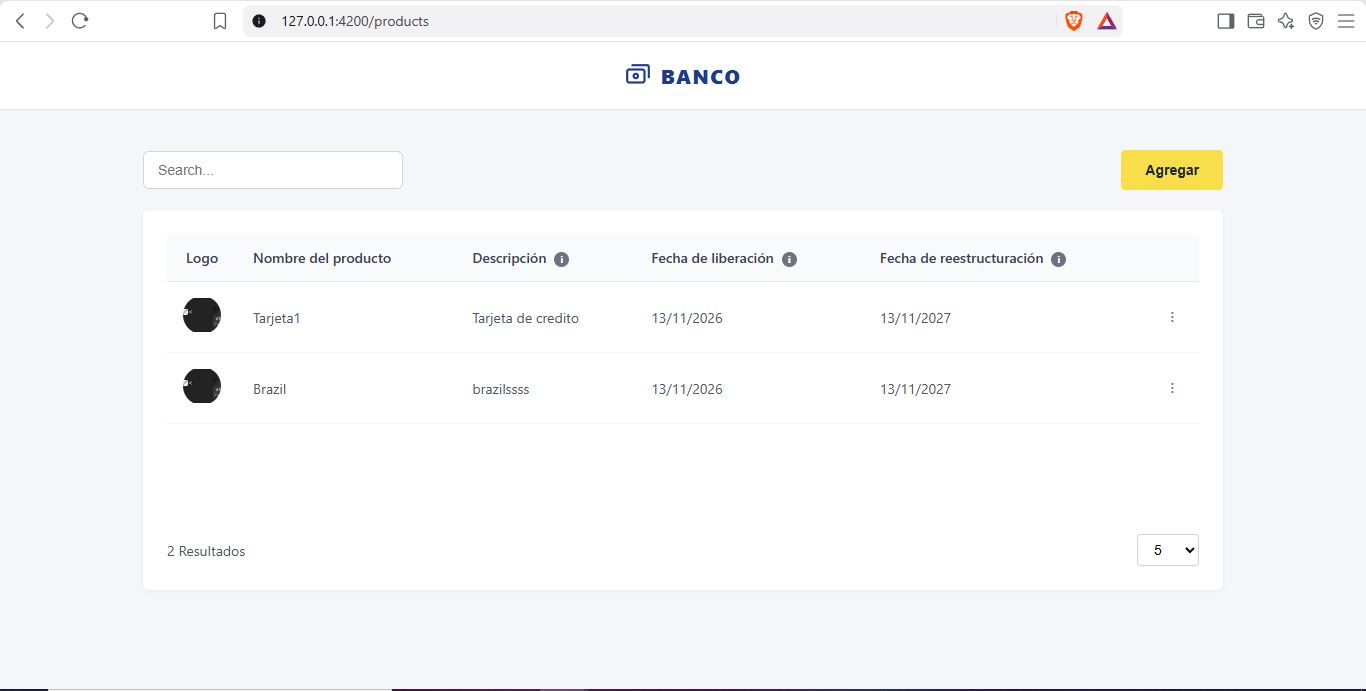 127.0.0.1:4200/products
BANCO
Search...
Agregar
Logo Nombre del producto Descripción i Fecha de liberación i Fecha de reestructuración i
Tarjeta1 Tarjeta de credito 13/11/2026 13/11/2027
Brazil brazilssss 13/11/2026 13/11/2027
2 Resultados
5